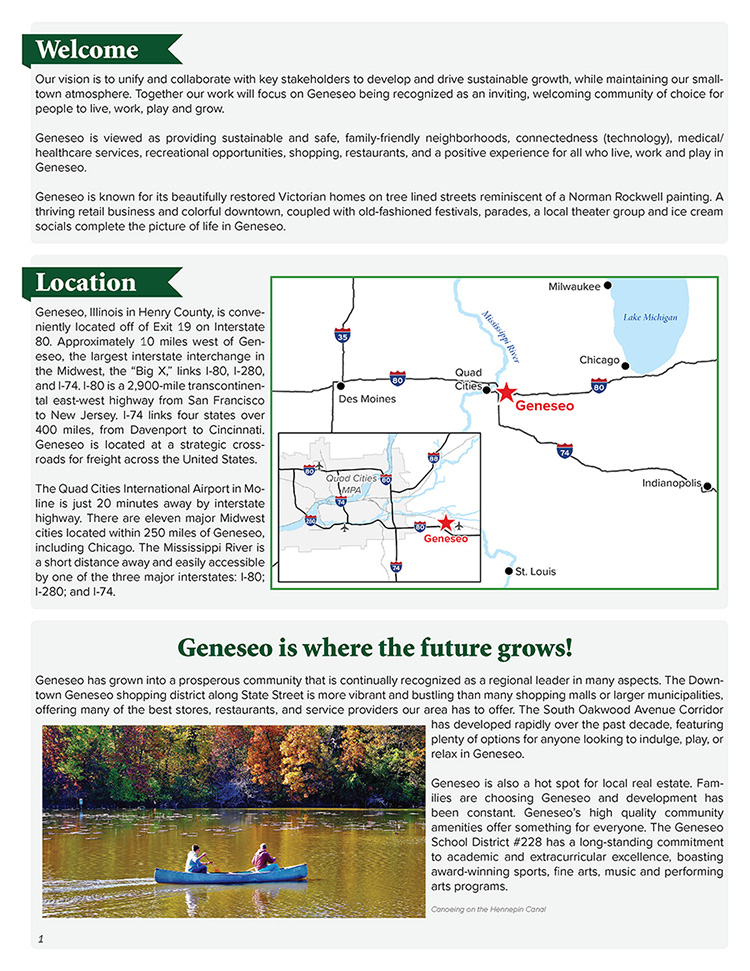 Welcome
Our vision is to unify and collaborate with key stakeholders to develop and drive sustainable growth, while maintaining our small-
town atmosphere. Together our work will focus on Geneseo being recognized as an inviting, welcoming community of choice for
people to live, work, play and grow.
Geneseo is viewed as providing sustainable and safe, family-friendly neighborhoods, connectedness (technology), medical/
healthcare services, recreational opportunities, shopping, restaurants, and a positive experience for all who live, work and play in
Geneseo.
Geneseo is known for its beautifully restored Victorian homes on tree lined streets reminiscent of a Norman Rockwell painting. A
thriving retail business and colorful downtown, coupled with old-fashioned festivals, parades, a local theater group and ice cream
socials complete the picture of life in Geneseo.
Location
Geneseo, Illinois in Henry County, is conve-
niently located off of Exit 19 on Interstate
80. Approximately 10 miles west of Gen-
eseo, the largest interstate interchange in
the Midwest, the “Big X,” links I-80, I-280,
and I-74. I-80 is a 2,900-mile transcontinen-
tal east-west highway from San Francisco
to New Jersey. I-74 links four states over
400 miles, from Davenport to Cincinnati.
Geneseo is located at a strategic cross-
roads for freight across the United States.
The Quad Cities International Airport in Mo-
line is just 20 minutes away by interstate
highway. There are eleven major Midwest
cities located within 250 miles of Geneseo,
including Chicago. The Mississippi River is
a short distance away and easily accessible
by one of the three major interstates: I-80;
I-280; and I-74.
Milwaukee
Lake Michigan
Mississippi River
35
Chicago
Quad
Cities
80
80
Des Moines
Geneseo
74
Indianapolis
St. Louis
88
80
80
Quad Cities
MPA
74
280
80
Geneseo
74
Geneseo is where the future grows!
Geneseo has grown into a prosperous community that is continually recognized as a regional leader in many aspects. The Down-
town Geneseo shopping district along State Street is more vibrant and bustling than many shopping malls or larger municipalities,
offering many of the best stores, restaurants, and service providers our area has to offer. The South Oakwood Avenue Corridor
has developed rapidly over the past decade, featuring
plenty of options for anyone looking to indulge, play, or
relax in Geneseo.
Geneseo is also a hot spot for local real estate. Fam-
ilies are choosing Geneseo and development has
been constant. Geneseo’s high quality community
amenities offer something for everyone. The Geneseo
School District #228 has a long-standing commitment
to academic and extracurricular excellence, boasting
award-winning sports, fine arts, music and performing
arts programs.
Canoeing on the Hennepin Canal
1